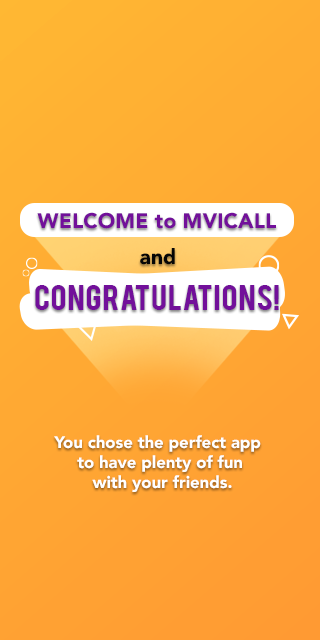 WELCOME to MVICALL
and
CONGRATULATIONS!
You chose the perfect app
to have plenty of fun
with your friends.